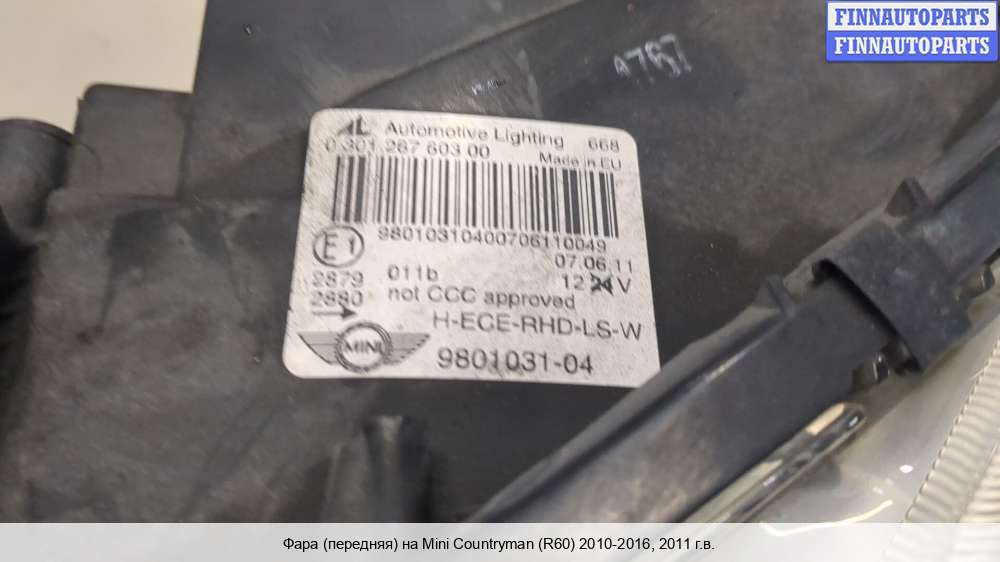 FINNAUTOPARTS
FINNAUTOPARTS
4767
AL Automotive Lighting 668
0 301 267 603 00 Made in EU
98010310400706110049
E1 07.06.11
2879 011b 12 24 V
2880 not CCC approved
H-ECE-RHD-LS-W
MINI 9801031-04
Фара (передняя) на Mini Countryman (R60) 2010-2016, 2011 г.в.